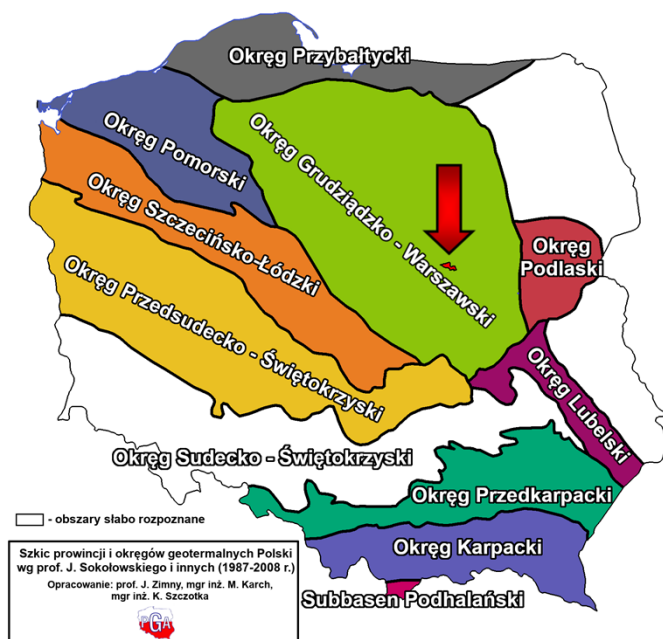 Okręg Przybałtycki
Okręg Pomorski
Okręg Grudziądzko - Warszawski
Okręg Szczecińsko-Łódzki
Okręg Podlaski
Okręg Przedsudecko - Świętokrzyski
Okręg Lubelski
Okręg Sudecko - Świętokrzyski
Okręg Przedkarpacki
- obszary słabo rozpoznane
Okręg Karpacki
Szkic prowincji i okręgów geotermalnych Polski
wg prof. J. Sokołowskiego i innych (1987-2008 r.)
Opracowanie: prof. J. Zimny, mgr inż. M. Karch,
mgr inż. K. Szczotka
Subbasen Podhalański
PGA